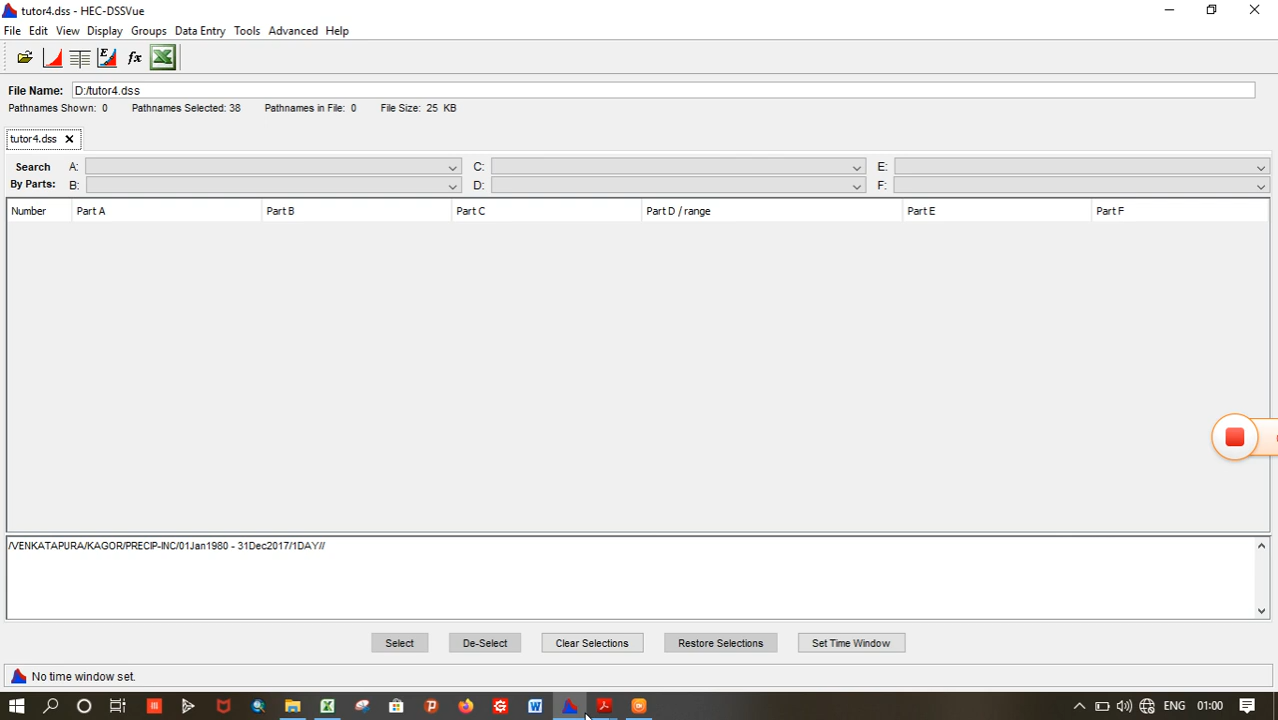 tutor4.dss - HEC-DSSVue
File Edit View Display Groups Data Entry Tools Advanced Help
File Name: D:/tutor4.dss
Pathnames Shown: 0 Pathnames Selected: 38 Pathnames in File: 0 File Size: 25 KB
tutor4.dss
Search A: C: E:
By Parts: B: D: F:
Number Part A Part B Part C Part D / range Part E Part F
/VENKATAPURA/KAGOR/PRECIP-INC/01Jan1980 - 31Dec2017/1DAY//
Select De-Select Clear Selections Restore Selections Set Time Window
No time window set.
ENG 01:00